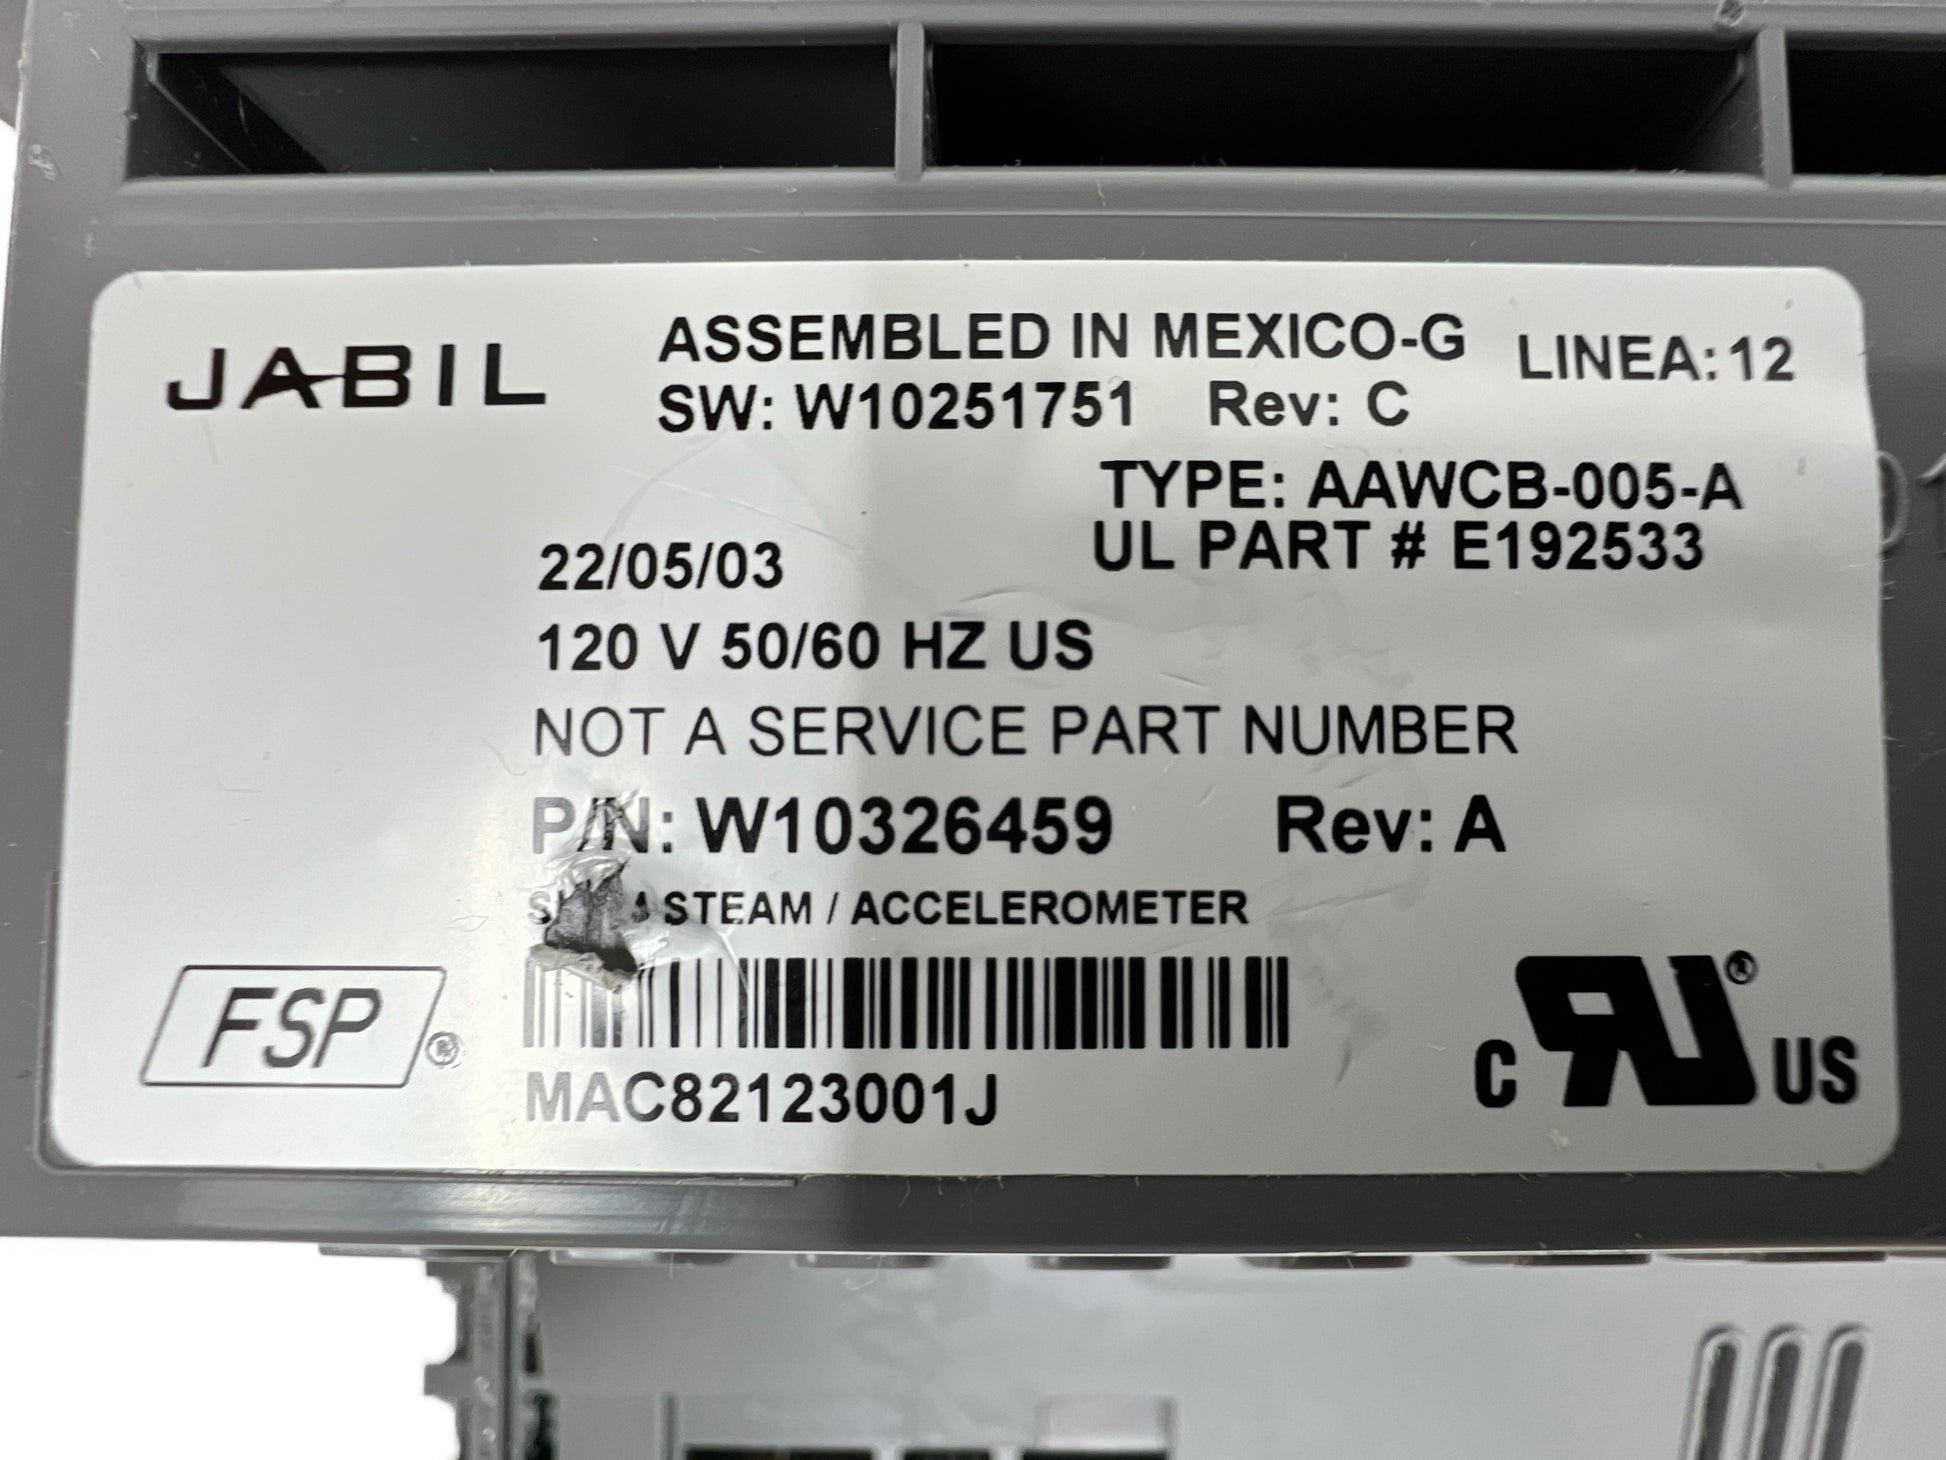 JABIL
ASSEMBLED IN MEXICO-G
LINEA: 12
SW: W10251751 Rev: C
TYPE: AAWCB-005-A
UL PART # E192533
22/05/03
120 V 50/60 HZ US
NOT A SERVICE PART NUMBER
P/N: W10326459 Rev: A
STEAM / ACCELEROMETER
FSP®
MAC82123001J
C RU® US